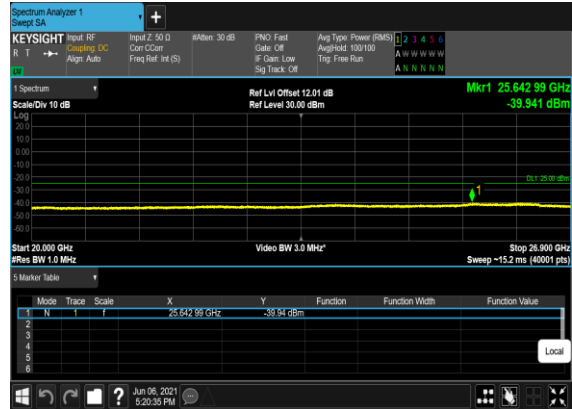 Spectrum Analyzer 1
Swept SA
+
KEYSIGHT Input: RF Input Z: 50 Ω #Atten: 30 dB PNO: Fast Avg Type: Power (RMS) 1 2 3 4 5 6
R T Coupling: DC Corr CCorr Gate: Off Avg|Hold: 100/100 A W W W W W
Align: Auto Freq Ref: Int (S) IF Gain: Low Trig: Free Run
Sig Track: Off A N N N N N
1 Spectrum Ref Lvl Offset 12.01 dB Mkr1 25.642 99 GHz
Scale/Div 10 dB Ref Level 30.00 dBm -39.941 dBm
Log
20.0
10.0
0.00
-10.0
-20.0
DL1 -25.00 dBm
-30.0
1
-40.0
-50.0
-60.0
Start 20.000 GHz Video BW 3.0 MHz* Stop 26.900 GHz
#Res BW 1.0 MHz Sweep ~15.2 ms (40001 pts)
5 Marker Table
Mode Trace Scale X Y Function Function Width Function Value
1 N 1 f 25.642 99 GHz -39.94 dBm
2
3
4
5
6
Local
? Jun 06, 2021
5:20:35 PM